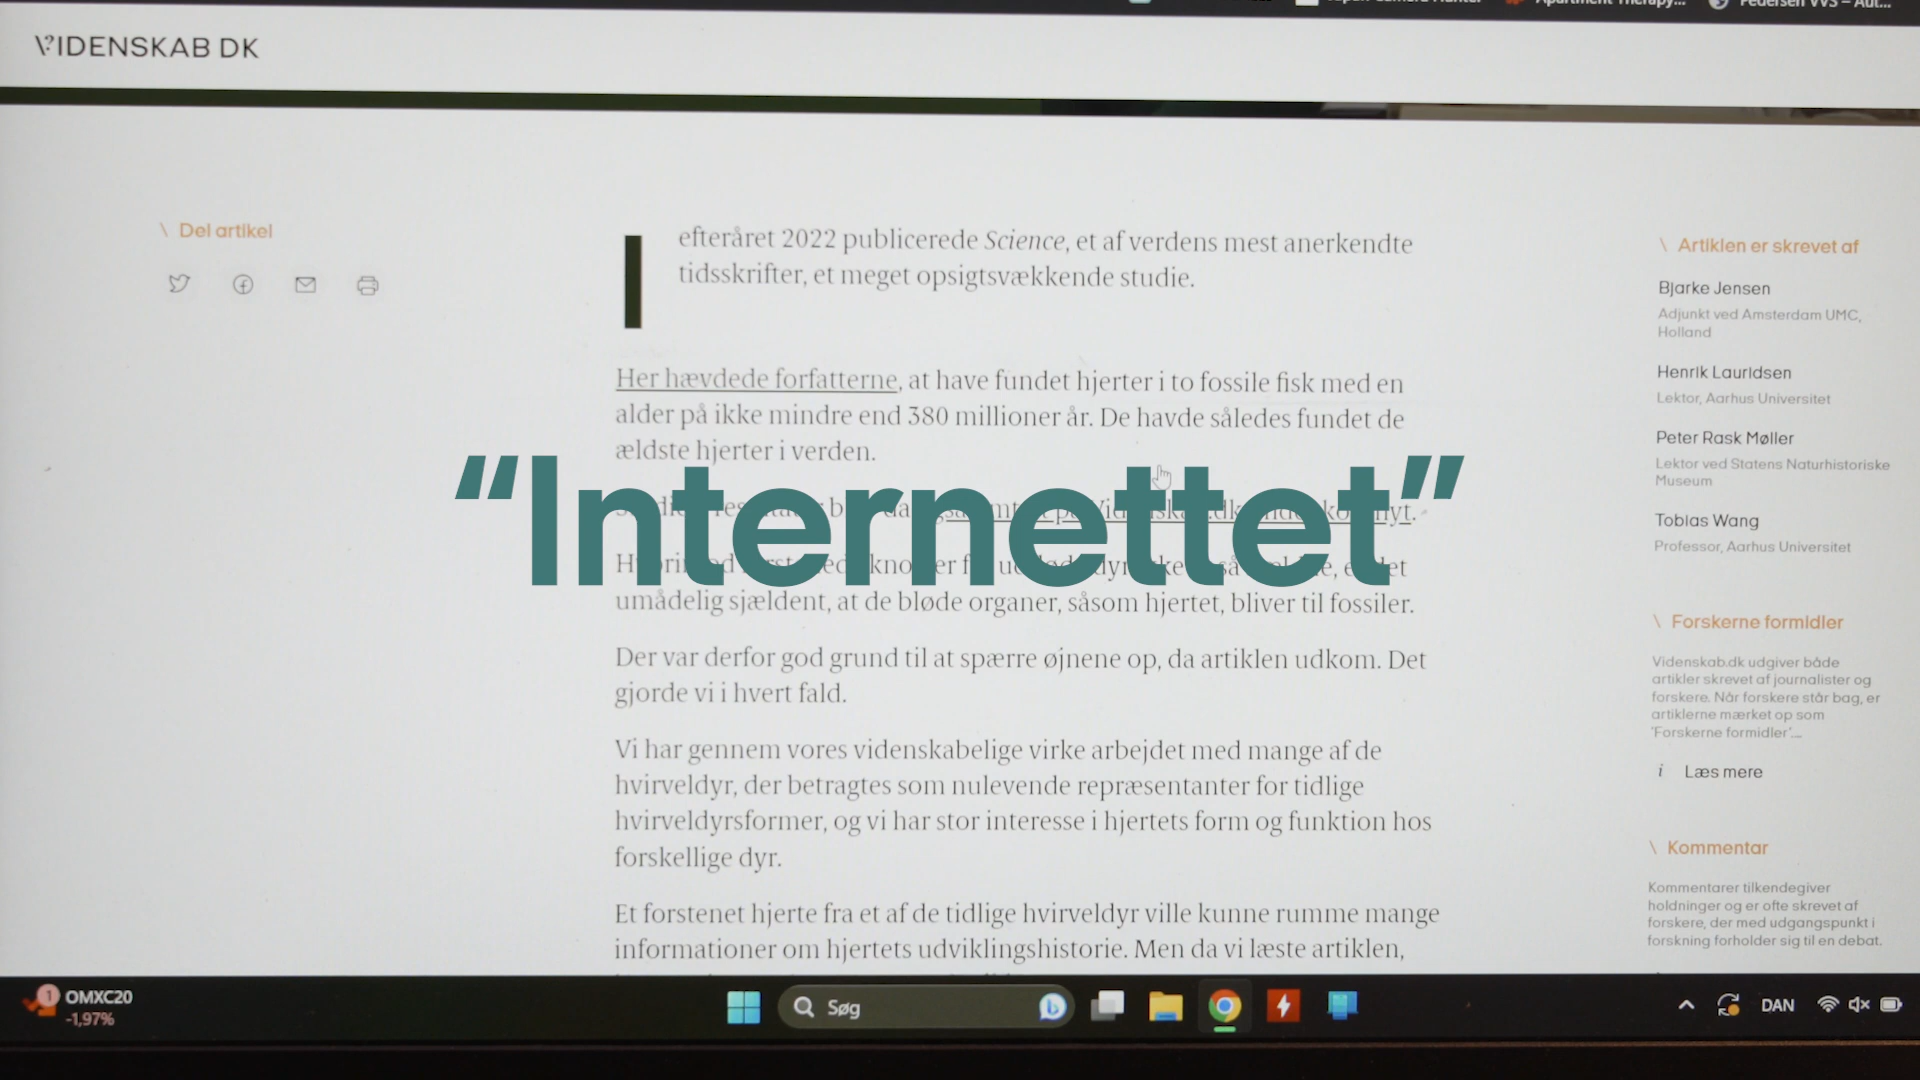 Apartment Therapy...
Pedersen VVS – Aut...
VIDENSKAB DK
\ Del artikel
I
efteråret 2022 publicerede Science, et af verdens mest anerkendte
tidsskrifter, et meget opsigtsvækkende studie.
Her hævdede forfatterne, at have fundet hjerter i to fossile fisk med en
alder på ikke mindre end 380 millioner år. De havde således fundet de
ældste hjerter i verden.
“Internettet”
umådelig sjældent, at de bløde organer, såsom hjertet, bliver til fossiler.
Der var derfor god grund til at spærre øjnene op, da artiklen udkom. Det
gjorde vi i hvert fald.
Vi har gennem vores videnskabelige virke arbejdet med mange af de
hvirveldyr, der betragtes som nulevende repræsentanter for tidlige
hvirveldyrsformer, og vi har stor interesse i hjertets form og funktion hos
forskellige dyr.
Et forstenet hjerte fra et af de tidlige hvirveldyr ville kunne rumme mange
informationer om hjertets udviklingshistorie. Men da vi læste artiklen,
\ Artiklen er skrevet af
Bjarke Jensen
Adjunkt ved Amsterdam UMC,
Holland
Henrik Lauridsen
Lektor, Aarhus Universitet
Peter Rask Møller
Lektor ved Statens Naturhistoriske
Museum
Tobias Wang
Professor, Aarhus Universitet
\ Forskerne formidler
Videnskab.dk udgiver både
artikler skrevet af journalister og
forskere. Når forskere står bag, er
artiklerne mærket op som
'Forskerne formidler'...
i Læs mere
\ Kommentar
Kommentarer tilkendegiver
holdninger og er ofte skrevet af
forskere, der med udgangspunkt i
forskning forholder sig til en debat.
1
OMXC20
-1,97%
Søg
DAN